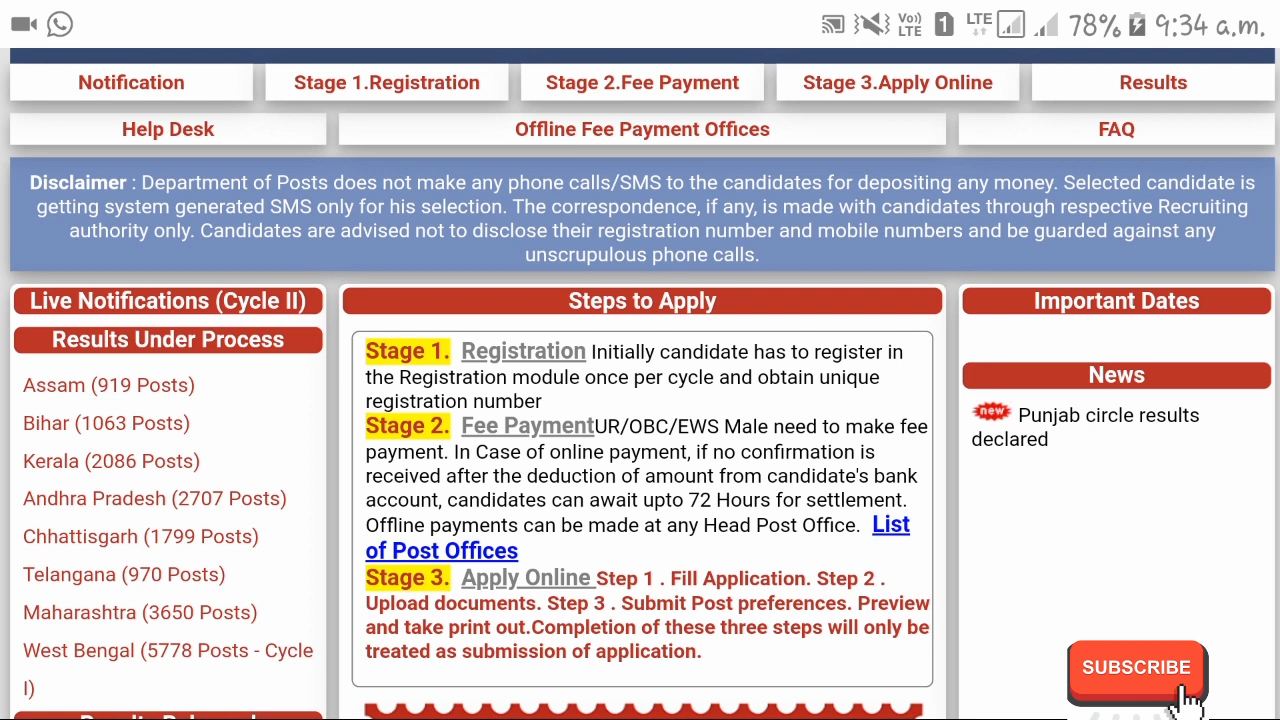 Vo)) LTE 1 LTE 78% 9:34 a.m.
Notification
Stage 1.Registration
Stage 2.Fee Payment
Stage 3.Apply Online
Results
Help Desk
Offline Fee Payment Offices
FAQ
Disclaimer : Department of Posts does not make any phone calls/SMS to the candidates for depositing any money. Selected candidate is
getting system generated SMS only for his selection. The correspondence, if any, is made with candidates through respective Recruiting
authority only. Candidates are advised not to disclose their registration number and mobile numbers and be guarded against any
unscrupulous phone calls.
Live Notifications (Cycle II)
Results Under Process
Assam (919 Posts)
Bihar (1063 Posts)
Kerala (2086 Posts)
Andhra Pradesh (2707 Posts)
Chhattisgarh (1799 Posts)
Telangana (970 Posts)
Maharashtra (3650 Posts)
West Bengal (5778 Posts - Cycle
I)
Steps to Apply
Stage 1. Registration Initially candidate has to register in
the Registration module once per cycle and obtain unique
registration number
Stage 2. Fee PaymentUR/OBC/EWS Male need to make fee
payment. In Case of online payment, if no confirmation is
received after the deduction of amount from candidate's bank
account, candidates can await upto 72 Hours for settlement.
Offline payments can be made at any Head Post Office. List
of Post Offices
Stage 3. Apply Online Step 1 . Fill Application. Step 2 .
Upload documents. Step 3 . Submit Post preferences. Preview
and take print out.Completion of these three steps will only be
treated as submission of application.
Important Dates
News
new Punjab circle results
declared
SUBSCRIBE